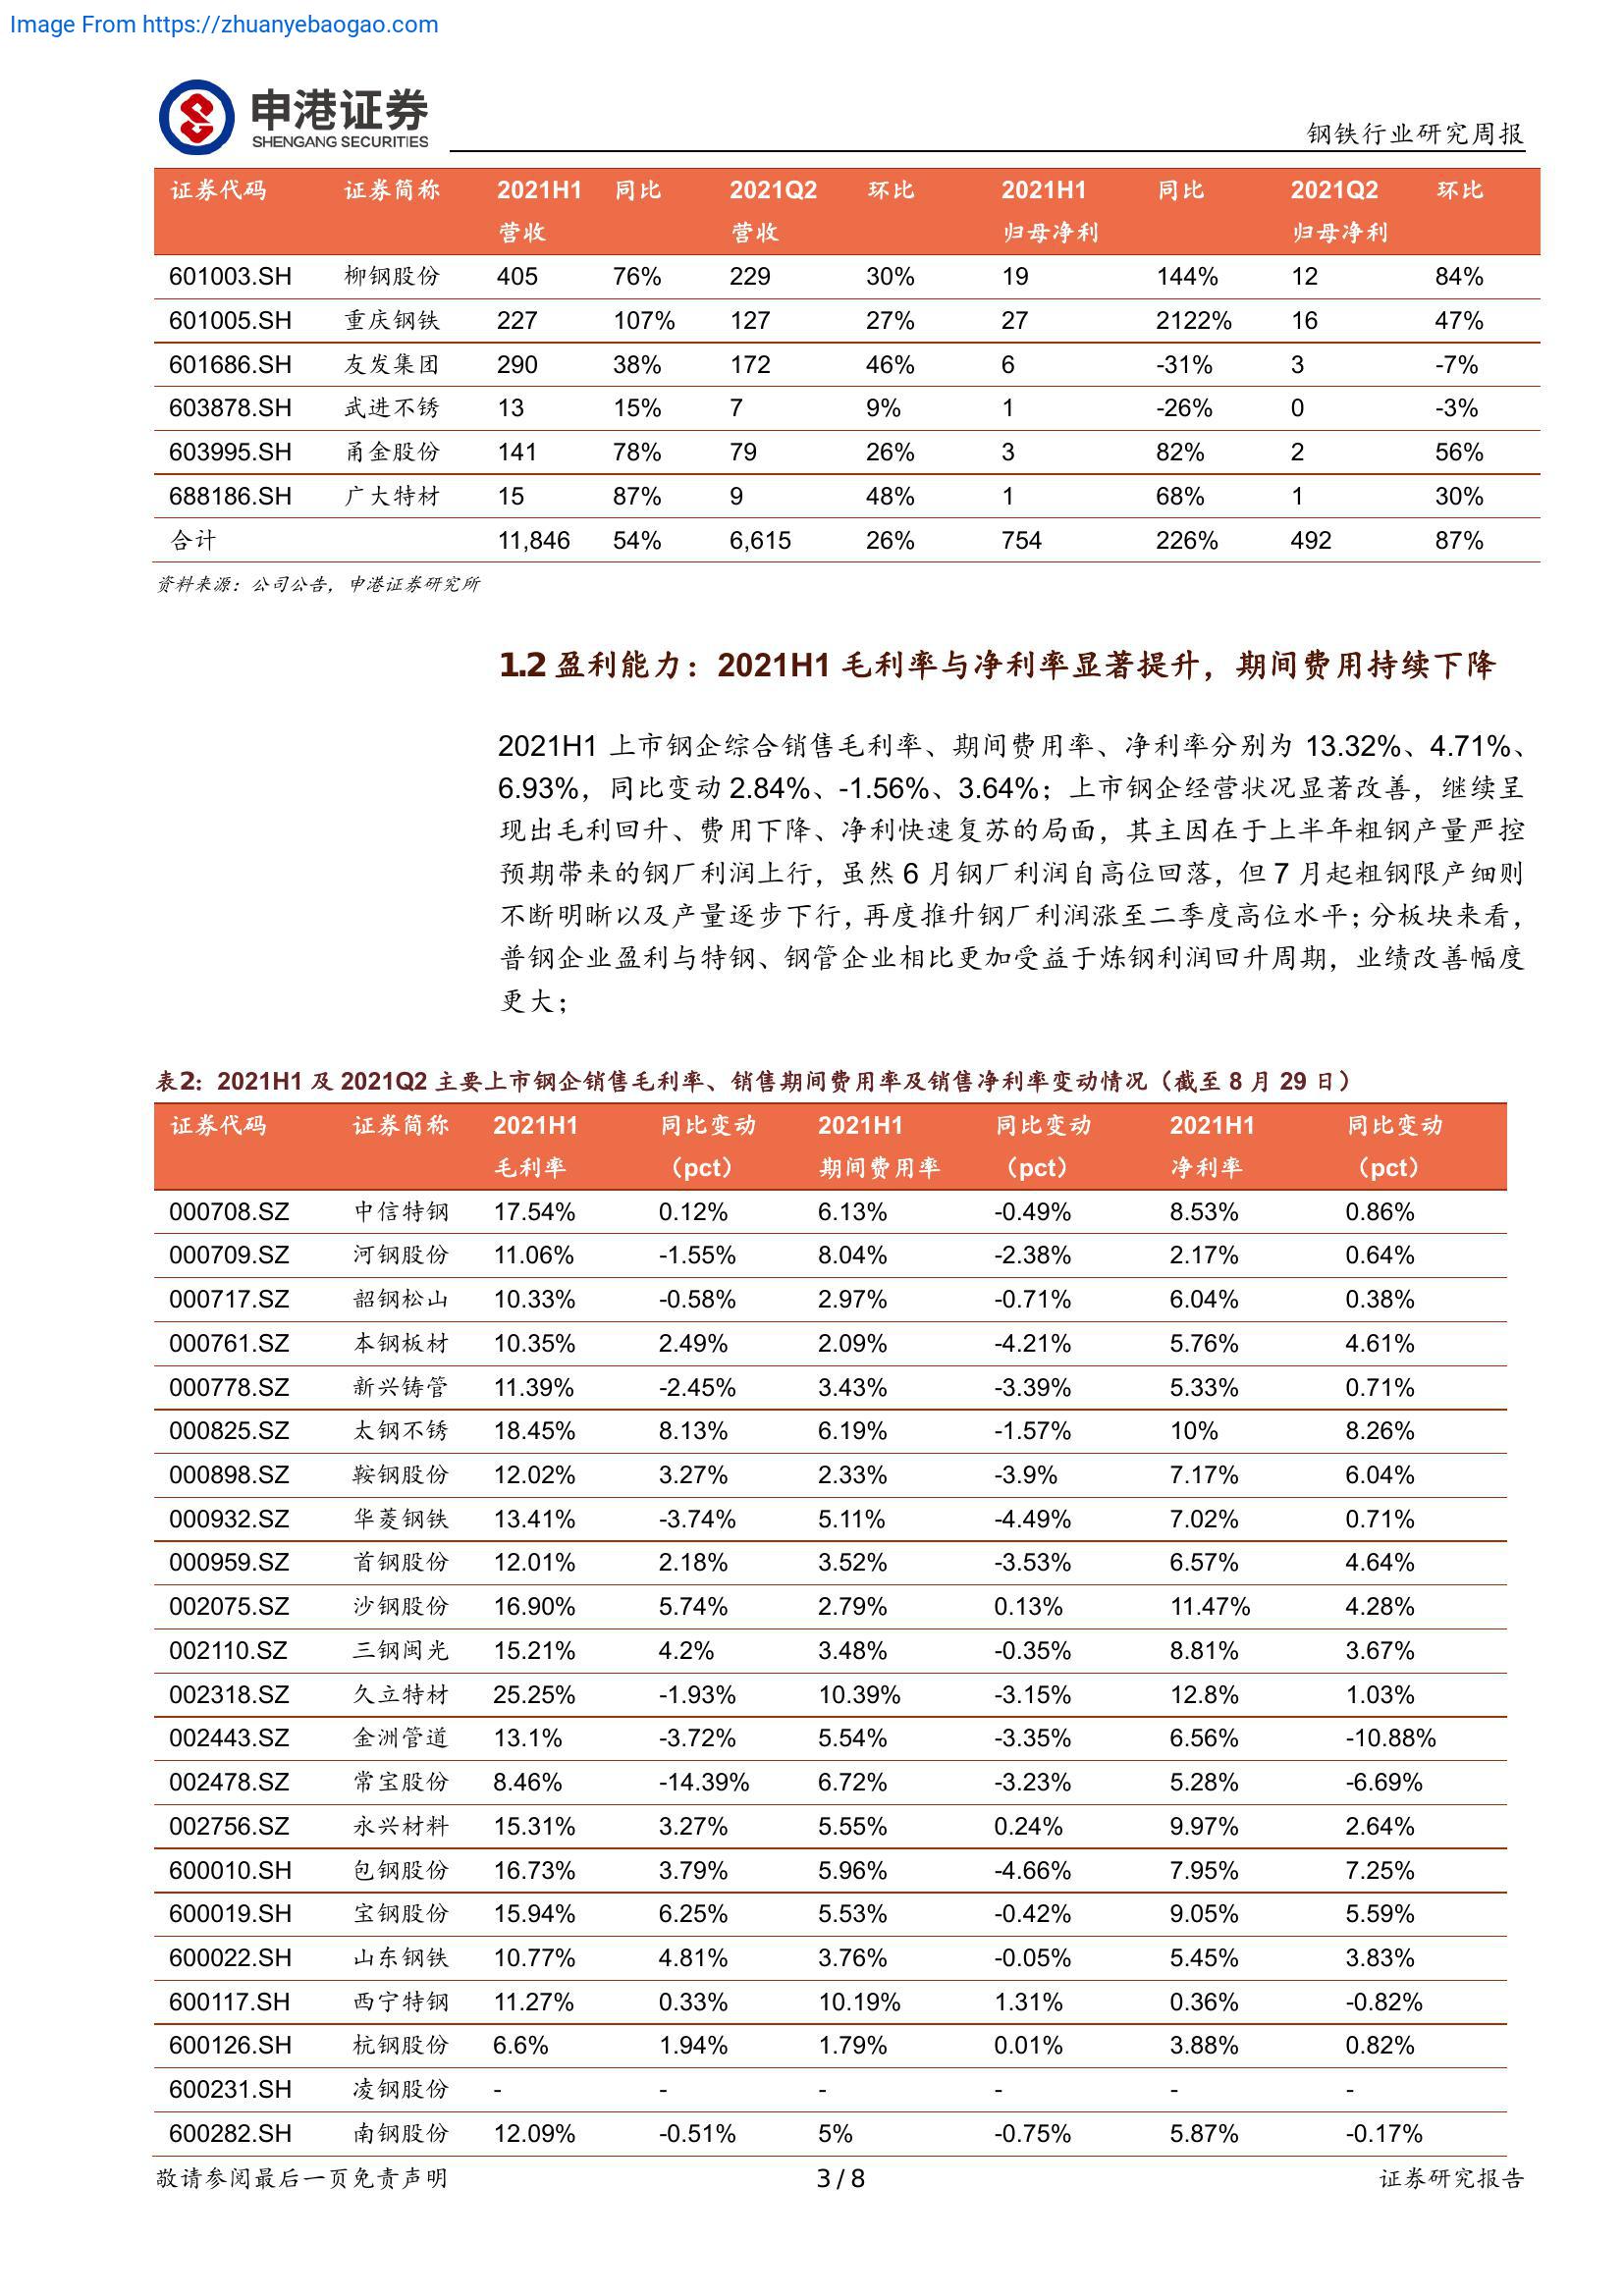 Image From https://zhuanyebaogao.com
申港证券
SHENGANG SECURITIES
钢铁行业研究周报
证券代码 证券简称 2021H1 同比 2021Q2 环比 2021H1 同比 2021Q2 环比
营收 营收 归母净利 归母净利
601003.SH 柳钢股份 405 76% 229 30% 19 144% 12 84%
601005.SH 重庆钢铁 227 107% 127 27% 27 2122% 16 47%
601686.SH 友发集团 290 38% 172 46% 6 -31% 3 -7%
603878.SH 武进不锈 13 15% 7 9% 1 -26% 0 -3%
603995.SH 甬金股份 141 78% 79 26% 3 82% 2 56%
688186.SH 广大特材 15 87% 9 48% 1 68% 1 30%
合计 11,846 54% 6,615 26% 754 226% 492 87%
资料来源：公司公告，申港证券研究所
1.2 盈利能力：2021H1 毛利率与净利率显著提升，期间费用持续下降
2021H1 上市钢企综合销售毛利率、期间费用率、净利率分别为 13.32%、4.71%、
6.93%，同比变动 2.84%、-1.56%、3.64%；上市钢企经营状况显著改善，继续呈
现出毛利回升、费用下降、净利快速复苏的局面，其主因在于上半年粗钢产量严控
预期带来的钢厂利润上行，虽然 6 月钢厂利润自高位回落，但 7 月起粗钢限产细则
不断明晰以及产量逐步下行，再度推升钢厂利润涨至二季度高位水平；分板块来看，
普钢企业盈利与特钢、钢管企业相比更加受益于炼钢利润回升周期，业绩改善幅度
更大；
表2：2021H1 及 2021Q2 主要上市钢企销售毛利率、销售期间费用率及销售净利率变动情况（截至 8 月 29 日）
证券代码 证券简称 2021H1 同比变动 2021H1 同比变动 2021H1 同比变动
毛利率 （pct） 期间费用率 （pct） 净利率 （pct）
000708.SZ 中信特钢 17.54% 0.12% 6.13% -0.49% 8.53% 0.86%
000709.SZ 河钢股份 11.06% -1.55% 8.04% -2.38% 2.17% 0.64%
000717.SZ 韶钢松山 10.33% -0.58% 2.97% -0.71% 6.04% 0.38%
000761.SZ 本钢板材 10.35% 2.49% 2.09% -4.21% 5.76% 4.61%
000778.SZ 新兴铸管 11.39% -2.45% 3.43% -3.39% 5.33% 0.71%
000825.SZ 太钢不锈 18.45% 8.13% 6.19% -1.57% 10% 8.26%
000898.SZ 鞍钢股份 12.02% 3.27% 2.33% -3.9% 7.17% 6.04%
000932.SZ 华菱钢铁 13.41% -3.74% 5.11% -4.49% 7.02% 0.71%
000959.SZ 首钢股份 12.01% 2.18% 3.52% -3.53% 6.57% 4.64%
002075.SZ 沙钢股份 16.90% 5.74% 2.79% 0.13% 11.47% 4.28%
002110.SZ 三钢闽光 15.21% 4.2% 3.48% -0.35% 8.81% 3.67%
002318.SZ 久立特材 25.25% -1.93% 10.39% -3.15% 12.8% 1.03%
002443.SZ 金洲管道 13.1% -3.72% 5.54% -3.35% 6.56% -10.88%
002478.SZ 常宝股份 8.46% -14.39% 6.72% -3.23% 5.28% -6.69%
002756.SZ 永兴材料 15.31% 3.27% 5.55% 0.24% 9.97% 2.64%
600010.SH 包钢股份 16.73% 3.79% 5.96% -4.66% 7.95% 7.25%
600019.SH 宝钢股份 15.94% 6.25% 5.53% -0.42% 9.05% 5.59%
600022.SH 山东钢铁 10.77% 4.81% 3.76% -0.05% 5.45% 3.83%
600117.SH 西宁特钢 11.27% 0.33% 10.19% 1.31% 0.36% -0.82%
600126.SH 杭钢股份 6.6% 1.94% 1.79% 0.01% 3.88% 0.82%
600231.SH 凌钢股份 - - - - - -
600282.SH 南钢股份 12.09% -0.51% 5% -0.75% 5.87% -0.17%
敬请参阅最后一页免责声明 3 / 8 证券研究报告